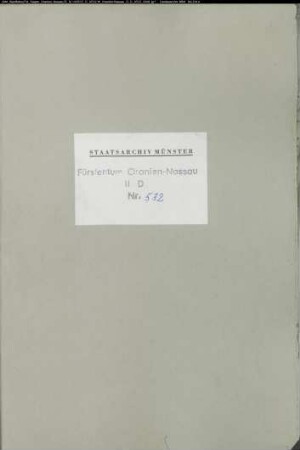 STAATSARCHIV MÜNSTER
Fürstentum Oranien-Nassau
II D
Nr. 572